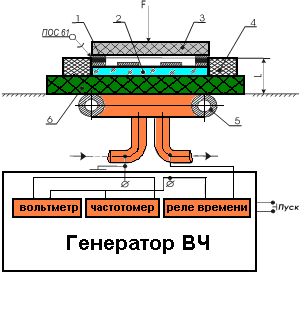 F
1
2
3
ПОС 61
4
L
6
5
вольтметр
частотомер
реле времени
Пуск
Генератор ВЧ